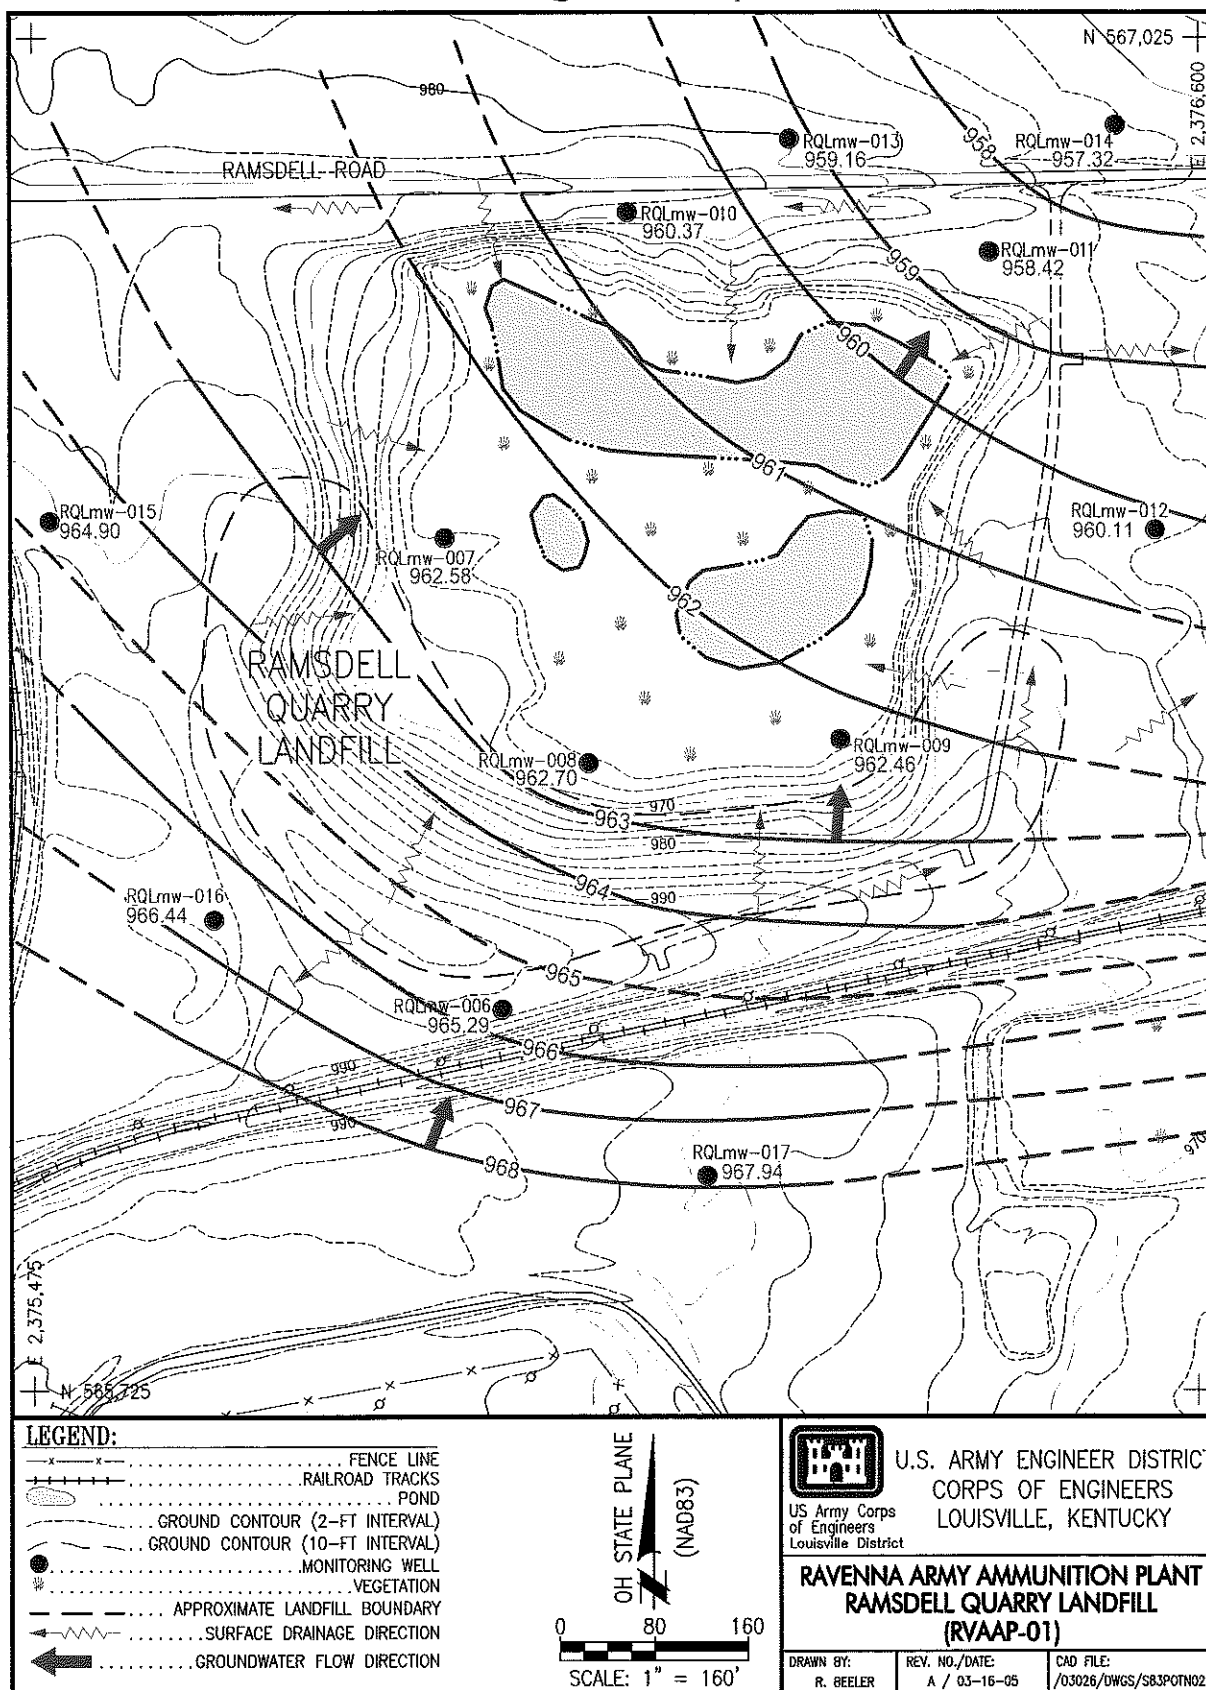 N 567,025
E 2,376,600
980
RQLmw-013
959.16
958
RQLmw-014
957.32
RAMSDELL ROAD
RQLmw-010
960.37
RQLmw-011
958.42
959
960
961
RQLmw-015
964.90
RQLmw-007
962.58
RQLmw-012
960.11
962
RAMSDELL
QUARRY
LANDFILL
RQLmw-008
962.70
RQLmw-009
962.46
970
963
980
964
990
RQLmw-016
966.44
965
RQLmw-006
965.29
966
990
967
990
968
RQLmw-017
967.94
970
E 2,375,475
N 565,725
LEGEND:
FENCE LINE
RAILROAD TRACKS
POND
GROUND CONTOUR (2-FT INTERVAL)
GROUND CONTOUR (10-FT INTERVAL)
MONITORING WELL
VEGETATION
APPROXIMATE LANDFILL BOUNDARY
SURFACE DRAINAGE DIRECTION
GROUNDWATER FLOW DIRECTION
OH STATE PLANE
(NAD83)
0 80 160
SCALE: 1" = 160'
US Army Corps
of Engineers
Louisville District
U.S. ARMY ENGINEER DISTRIC
CORPS OF ENGINEERS
LOUISVILLE, KENTUCKY
RAVENNA ARMY AMMUNITION PLANT
RAMSDELL QUARRY LANDFILL
(RVAAP-01)
DRAWN BY:
R. BEELER
REV. NO./DATE:
A / 03-16-05
CAD FILE:
/03026/DWGS/S83POTN02